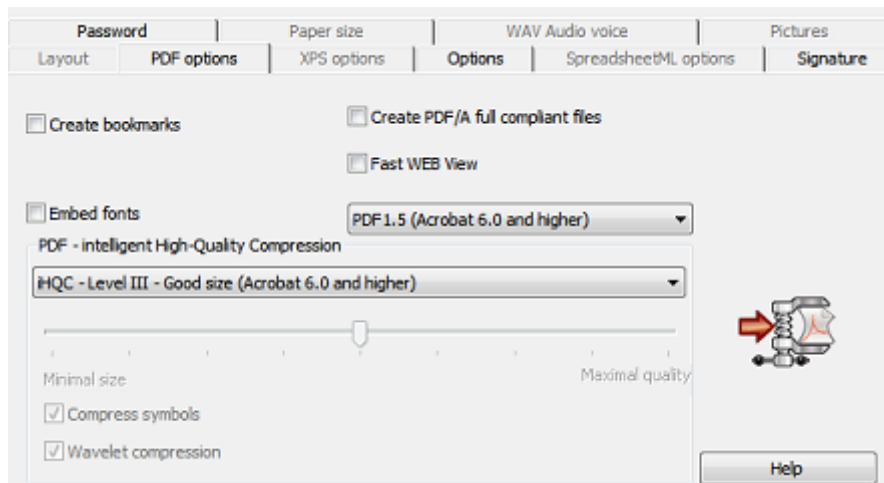 Password Paper size WAV Audio voice Pictures
Layout PDF options XPS options Options SpreadsheetML options Signature
Create bookmarks Create PDF/A full compliant files
Fast WEB View
Embed fonts PDF1.5 (Acrobat 6.0 and higher)
PDF - intelligent High-Quality Compression
iHQC - Level III - Good size (Acrobat 6.0 and higher)
Minimal size Maximal quality
Compress symbols
Wavelet compression
Help